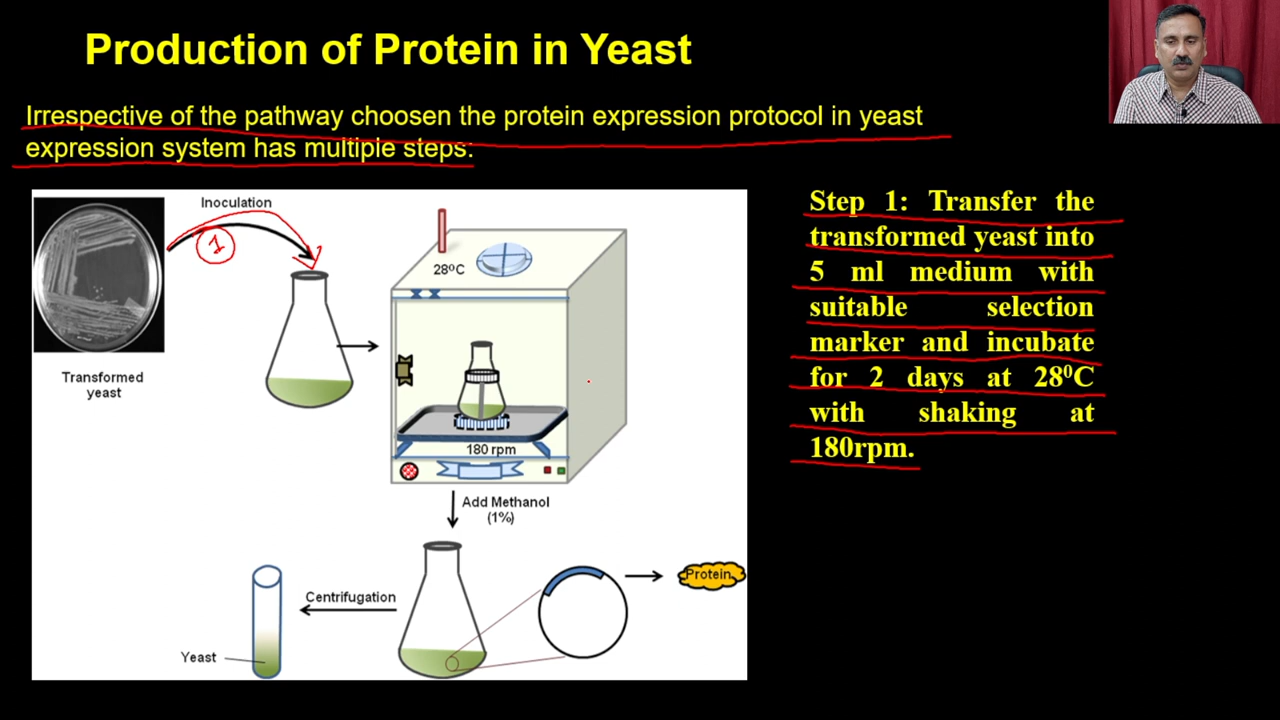 Production of Protein in Yeast
Irrespective of the pathway choosen the protein expression protocol in yeast
expression system has multiple steps:
Inoculation
1
28⁰C
Transformed
yeast
180 rpm
Add Methanol
(1%)
Centrifugation
Protein
Yeast
Step 1: Transfer the
transformed yeast into
5 ml medium with
suitable selection
marker and incubate
for 2 days at 28⁰C
with shaking at
180rpm.